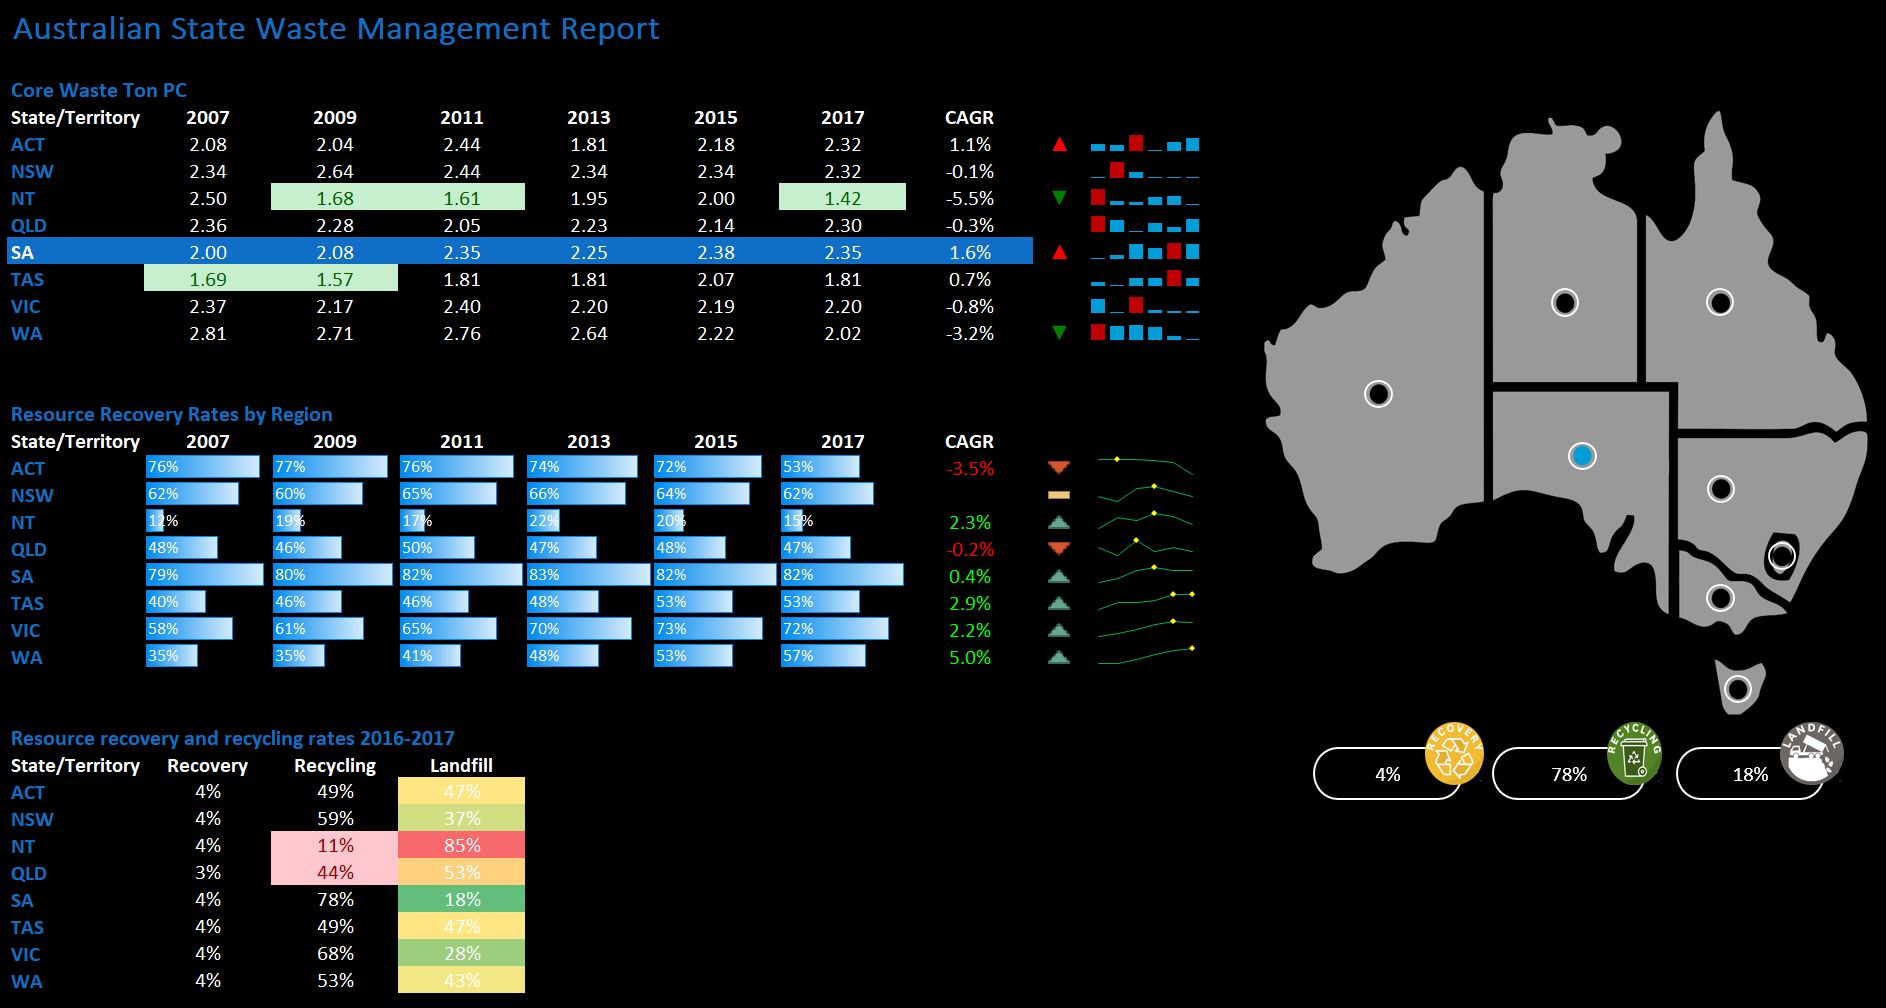 Australian State Waste Management Report
Core Waste Ton PC
State/Territory 2007 2009 2011 2013 2015 2017 CAGR
ACT 2.08 2.04 2.44 1.81 2.18 2.32 1.1%
NSW 2.34 2.64 2.44 2.34 2.34 2.32 -0.1%
NT 2.50 1.68 1.61 1.95 2.00 1.42 -5.5%
QLD 2.36 2.28 2.05 2.23 2.14 2.30 -0.3%
SA 2.00 2.08 2.35 2.25 2.38 2.35 1.6%
TAS 1.69 1.57 1.81 1.81 2.07 1.81 0.7%
VIC 2.37 2.17 2.40 2.20 2.19 2.20 -0.8%
WA 2.81 2.71 2.76 2.64 2.22 2.02 -3.2%
Resource Recovery Rates by Region
State/Territory 2007 2009 2011 2013 2015 2017 CAGR
ACT 76% 77% 76% 74% 72% 53% -3.5%
NSW 62% 60% 65% 66% 64% 62%
NT 12% 19% 17% 22% 20% 15% 2.3%
QLD 48% 46% 50% 47% 48% 47% -0.2%
SA 79% 80% 82% 83% 82% 82% 0.4%
TAS 40% 46% 46% 48% 53% 53% 2.9%
VIC 58% 61% 65% 70% 73% 72% 2.2%
WA 35% 35% 41% 48% 53% 57% 5.0%
Resource recovery and recycling rates 2016-2017
State/Territory Recovery Recycling Landfill
ACT 4% 49% 47%
NSW 4% 59% 37%
NT 4% 11% 85%
QLD 3% 44% 53%
SA 4% 78% 18%
TAS 4% 49% 47%
VIC 4% 68% 28%
WA 4% 53% 43%
RECOVERY RECYCLING LANDFILL
4% 78% 18%